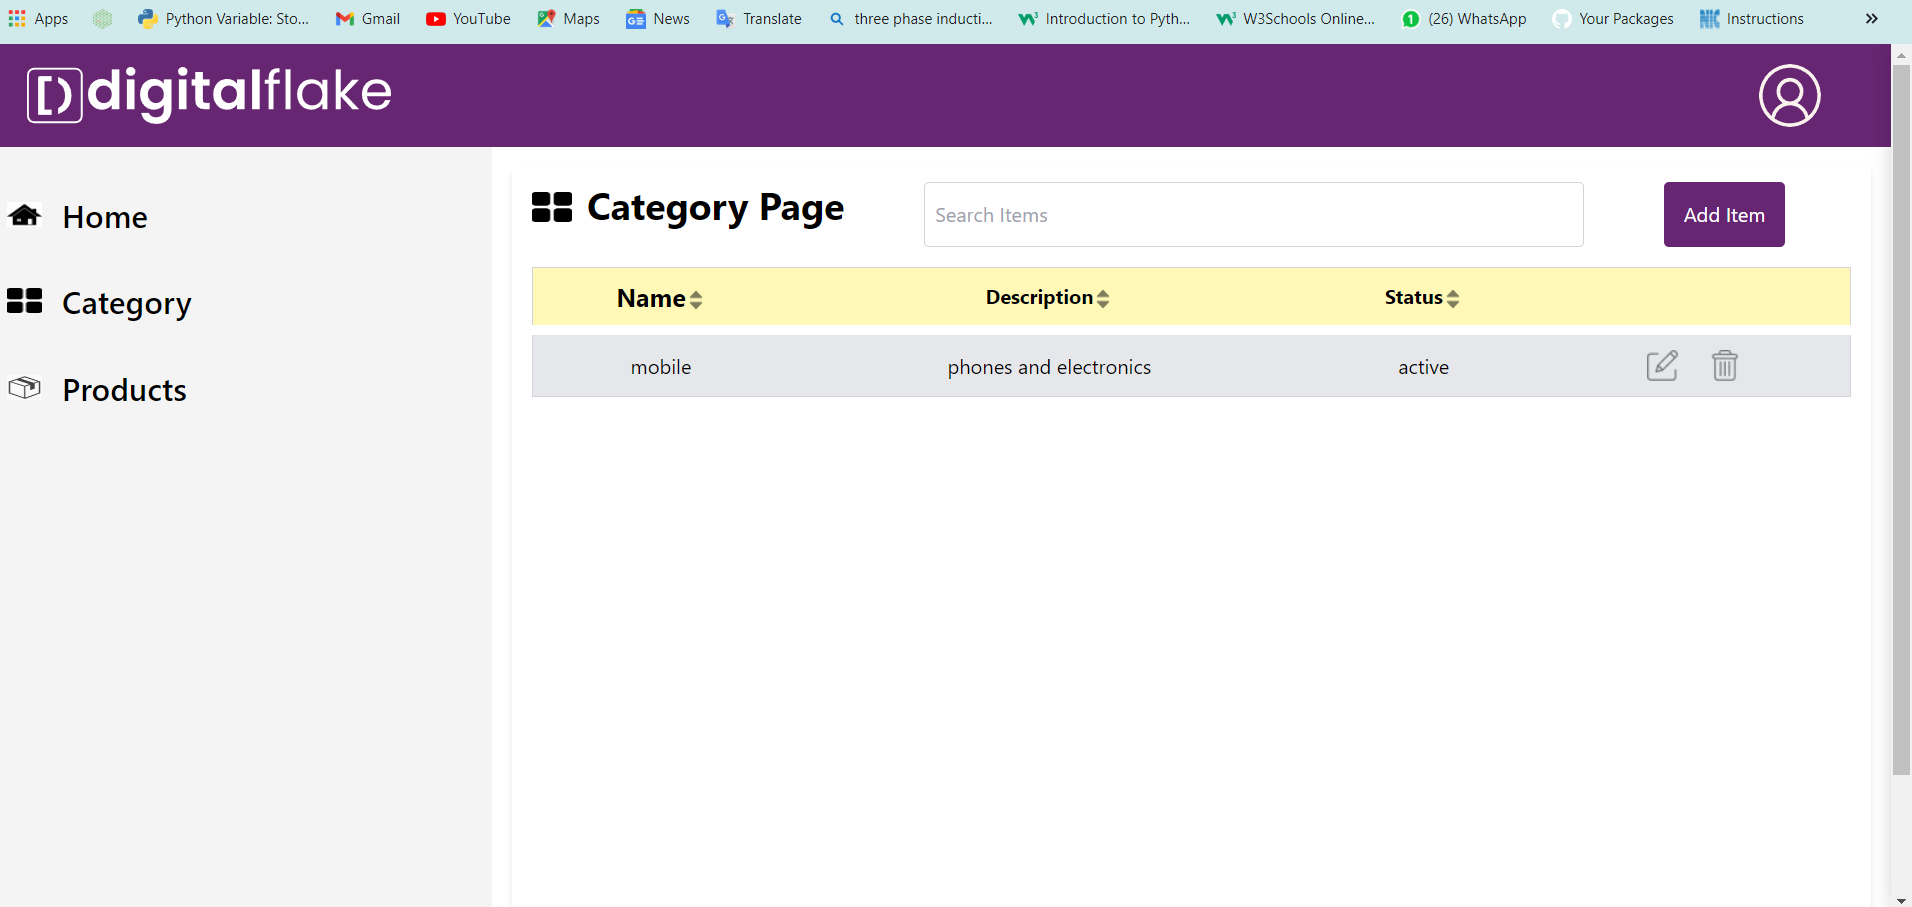 Apps Python Variable: Sto... Gmail YouTube Maps News Translate three phase inducti... Introduction to Pyth... W3Schools Online... (26) WhatsApp Your Packages Instructions »
digitalflake
Home
Category
Products
Category Page
Search Items
Add Item
Name Description Status
mobile phones and electronics active